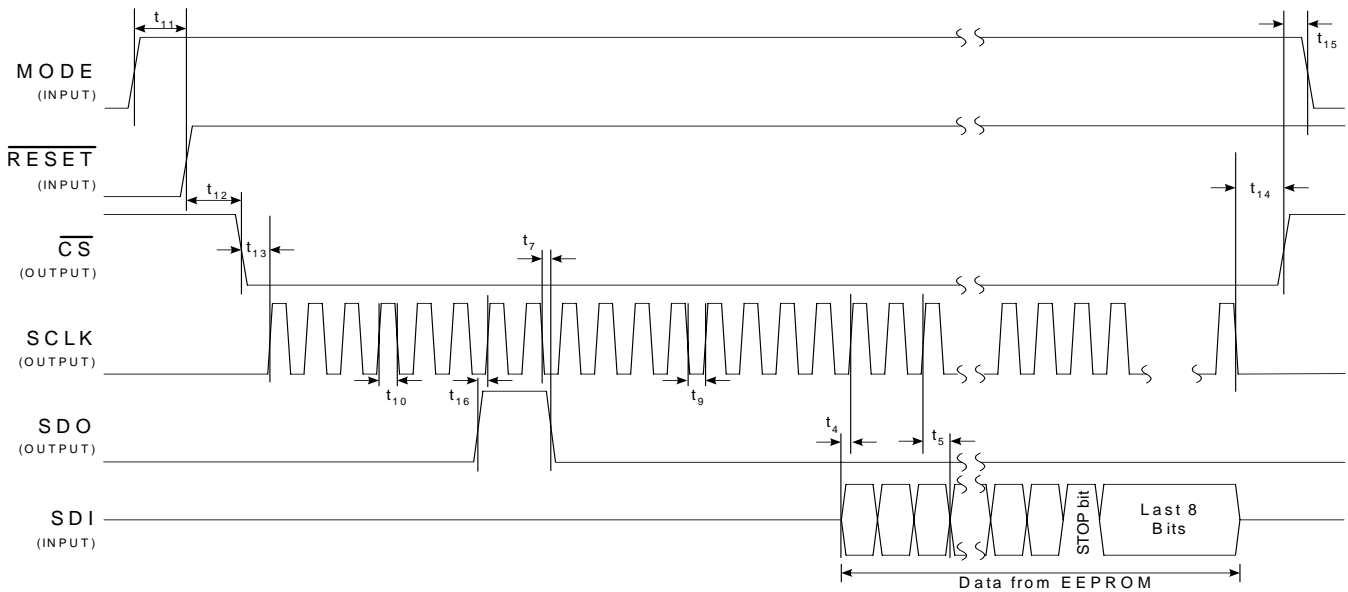 t11
t15
MODE
(INPUT)
RESET
(INPUT)
t12
t14
CS
(OUTPUT)
t13
t7
SCLK
(OUTPUT)
t10
t16
t9
SDO
(OUTPUT)
t4
t5
SDI
(INPUT)
STOP bit
Last 8
Bits
Data from EEPROM